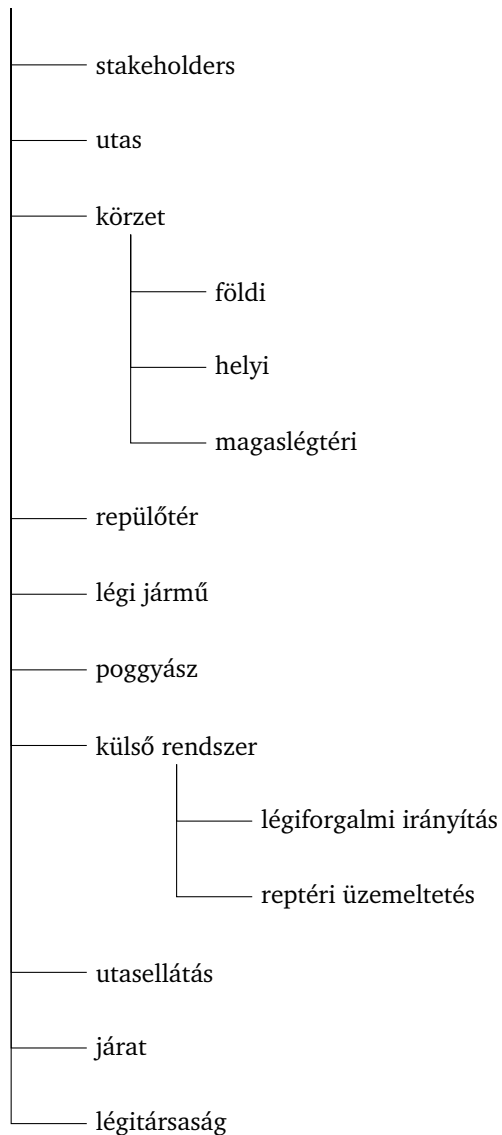 stakeholders
utas
körzet
földi
helyi
magaslégtéri
repülőtér
légi jármű
poggyász
külső rendszer
légiforgalmi irányítás
reptéri üzemeltetés
utasellátás
járat
légitársaság